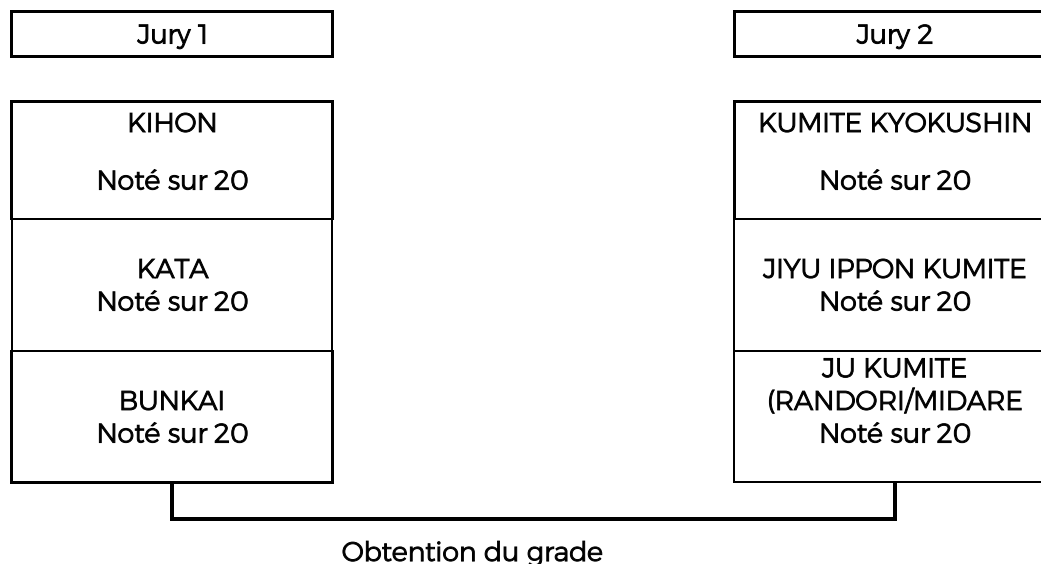 Jury 1
Jury 2
KIHON
Noté sur 20
KATA
Noté sur 20
BUNKAI
Noté sur 20
KUMITE KYOKUSHIN
Noté sur 20
JIYU IPPON KUMITE
Noté sur 20
JU KUMITE
(RANDORI/MIDARE
Noté sur 20
Obtention du grade